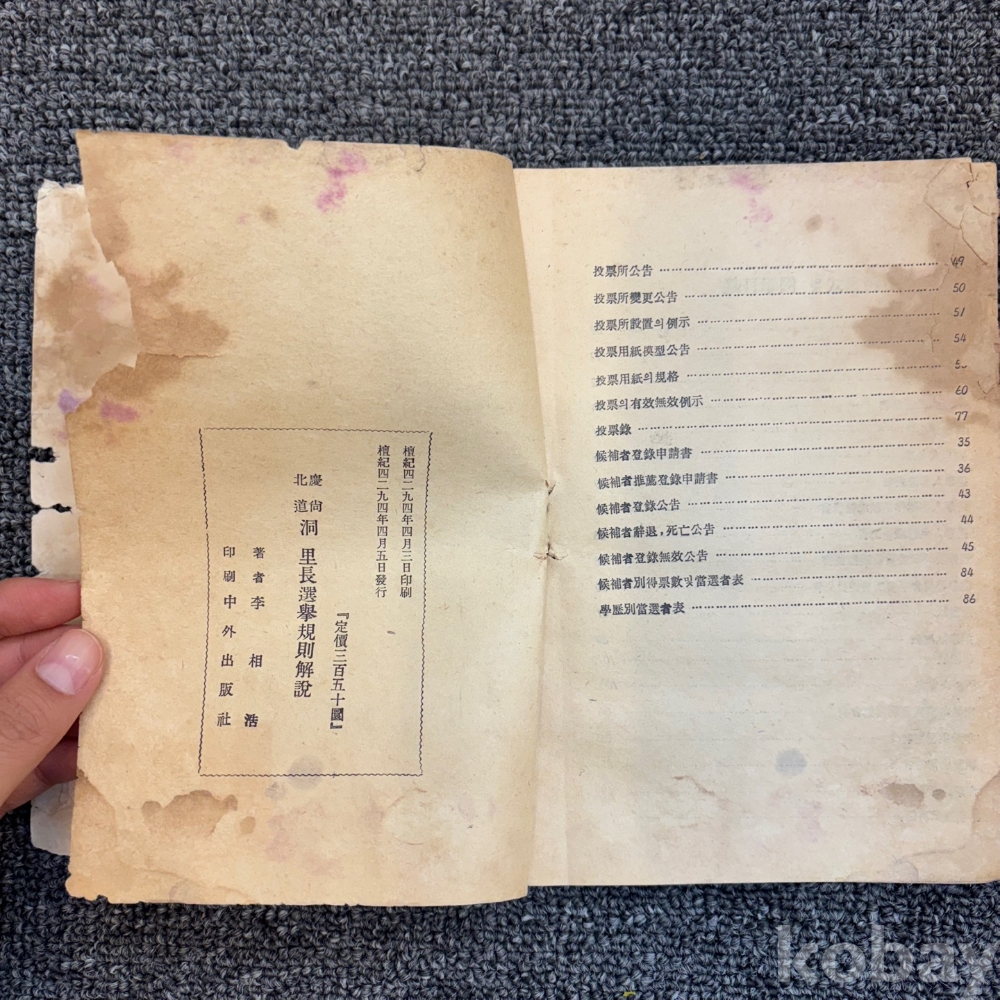 檀紀四二九四年四月三日印刷
檀紀四二九四年四月五日發行
『定價三百五十圜』
慶尙北道 洞里長選擧規則解說
著者 李相浩
印刷 中外出版社
投票所公告 49
投票所變更公告 50
投票所設置의例示 51
投票用紙模型公告 54
投票用紙의規格
投票의有效無效例示 60
投票錄 77
候補者登錄申請書 35
候補者推薦登錄申請書 36
候補者登錄公告 43
候補者辭退, 死亡公告 44
候補者登錄無效公告 45
候補者別得票數및當選者表 84
學歷別當選者表 86
kobay